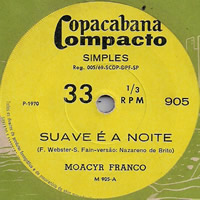 Copacabana
Compacto
SIMPLES
Reg. 005/69-SCDP-DPF-SP
P-1970
33 1/3
RPM
905
SUAVE É A NOITE
(F. Webster-S. Fain-versão: Nazareno de Brito)
MOACYR FRANCO
M 905-A